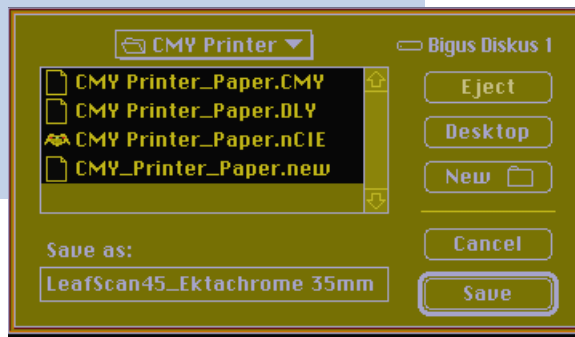 CMY Printer
Bigus Diskus 1
CMY Printer_Paper.CMY
CMY Printer_Paper.DLY
CMY Printer_Paper.nCIE
CMY_Printer_Paper.new
Eject
Desktop
New
Save as:
LeafScan45_Ektachrome 35mm
Cancel
Save